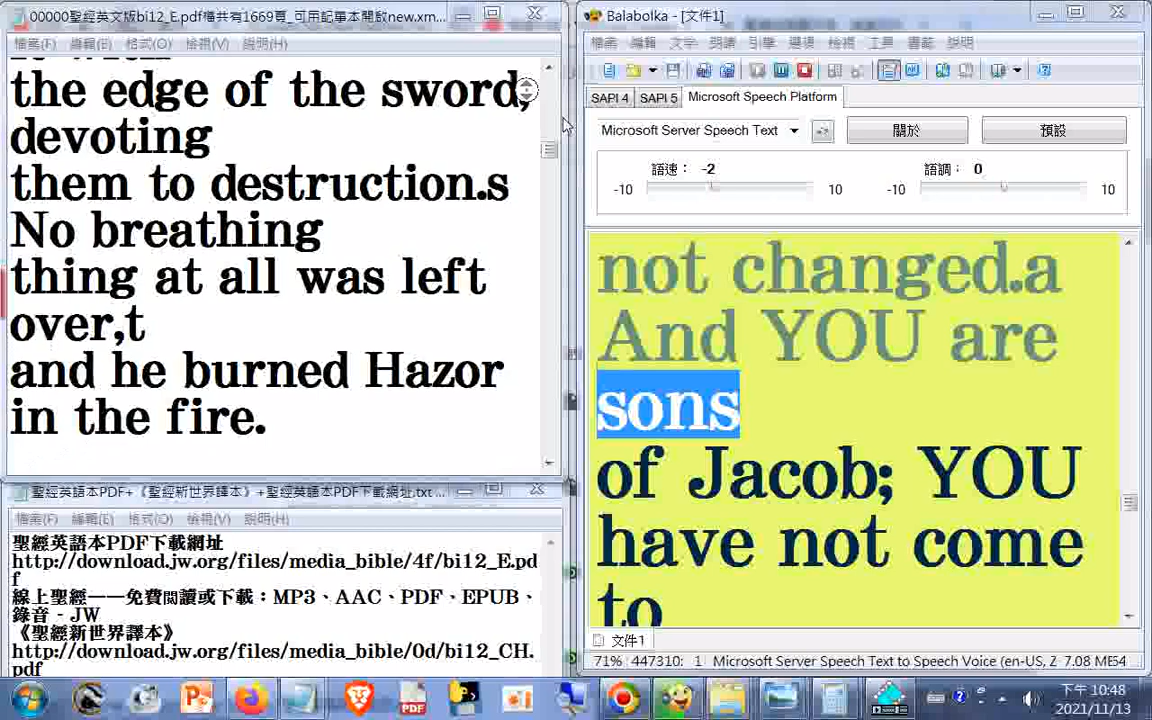 00000聖經英文版bi12_E.pdf檔共有1669頁_可用記事本開啟new.xm...
檔案(F) 編輯(E) 格式(O) 檢視(V) 說明(H)
the edge of the sword,
devoting
them to destruction.s
No breathing
thing at all was left
over,t
and he burned Hazor
in the fire.
聖經英語本PDF+《聖經新世界譯本》+聖經英語本PDF下載網址.txt ...
檔案(F) 編輯(E) 格式(O) 檢視(V) 說明(H)
聖經英語本PDF下載網址
http://download.jw.org/files/media_bible/4f/bi12_E.pd
f
線上聖經——免費閱讀或下載：MP3、AAC、PDF、EPUB、
錄音 - JW
《聖經新世界譯本》
http://download.jw.org/files/media_bible/0d/bi12_CH.
pdf
Balabolka - [文件1]
檔案 編輯 文字 朗讀 引擎 選項 檢視 工具 書籤 說明
SAPI 4 SAPI 5 Microsoft Speech Platform
Microsoft Server Speech Text 關於 預設
語速： -2 語調： 0
-10 10 -10 10
not changed.a
And YOU are
sons
of Jacob; YOU
have not come
to
文件1
71% 447310: 1 Microsoft Server Speech Text to Speech Voice (en-US, Z 7.08 ME54
PDF
下午 10:48
2021/11/13